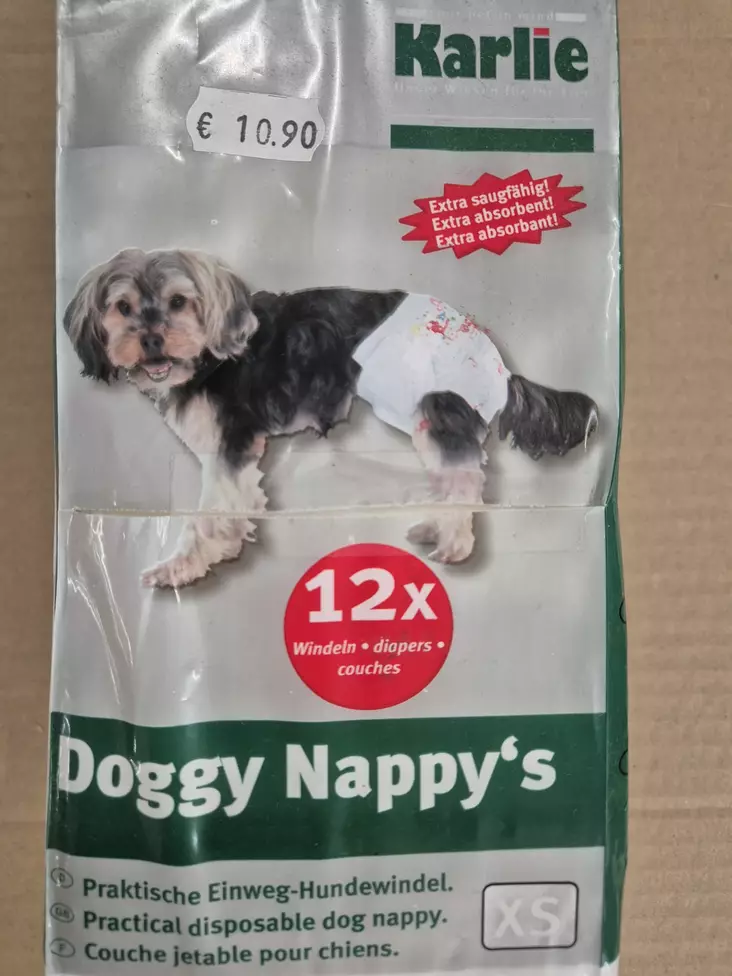 Karlie
€ 10.90
Extra saugfähig!
Extra absorbent!
Extra absorbant!
12x
Windeln • diapers •
couches
Doggy Nappy‘s
D Praktische Einweg-Hundewindel.
GB Practical disposable dog nappy.
F Couche jetable pour chiens.
XS